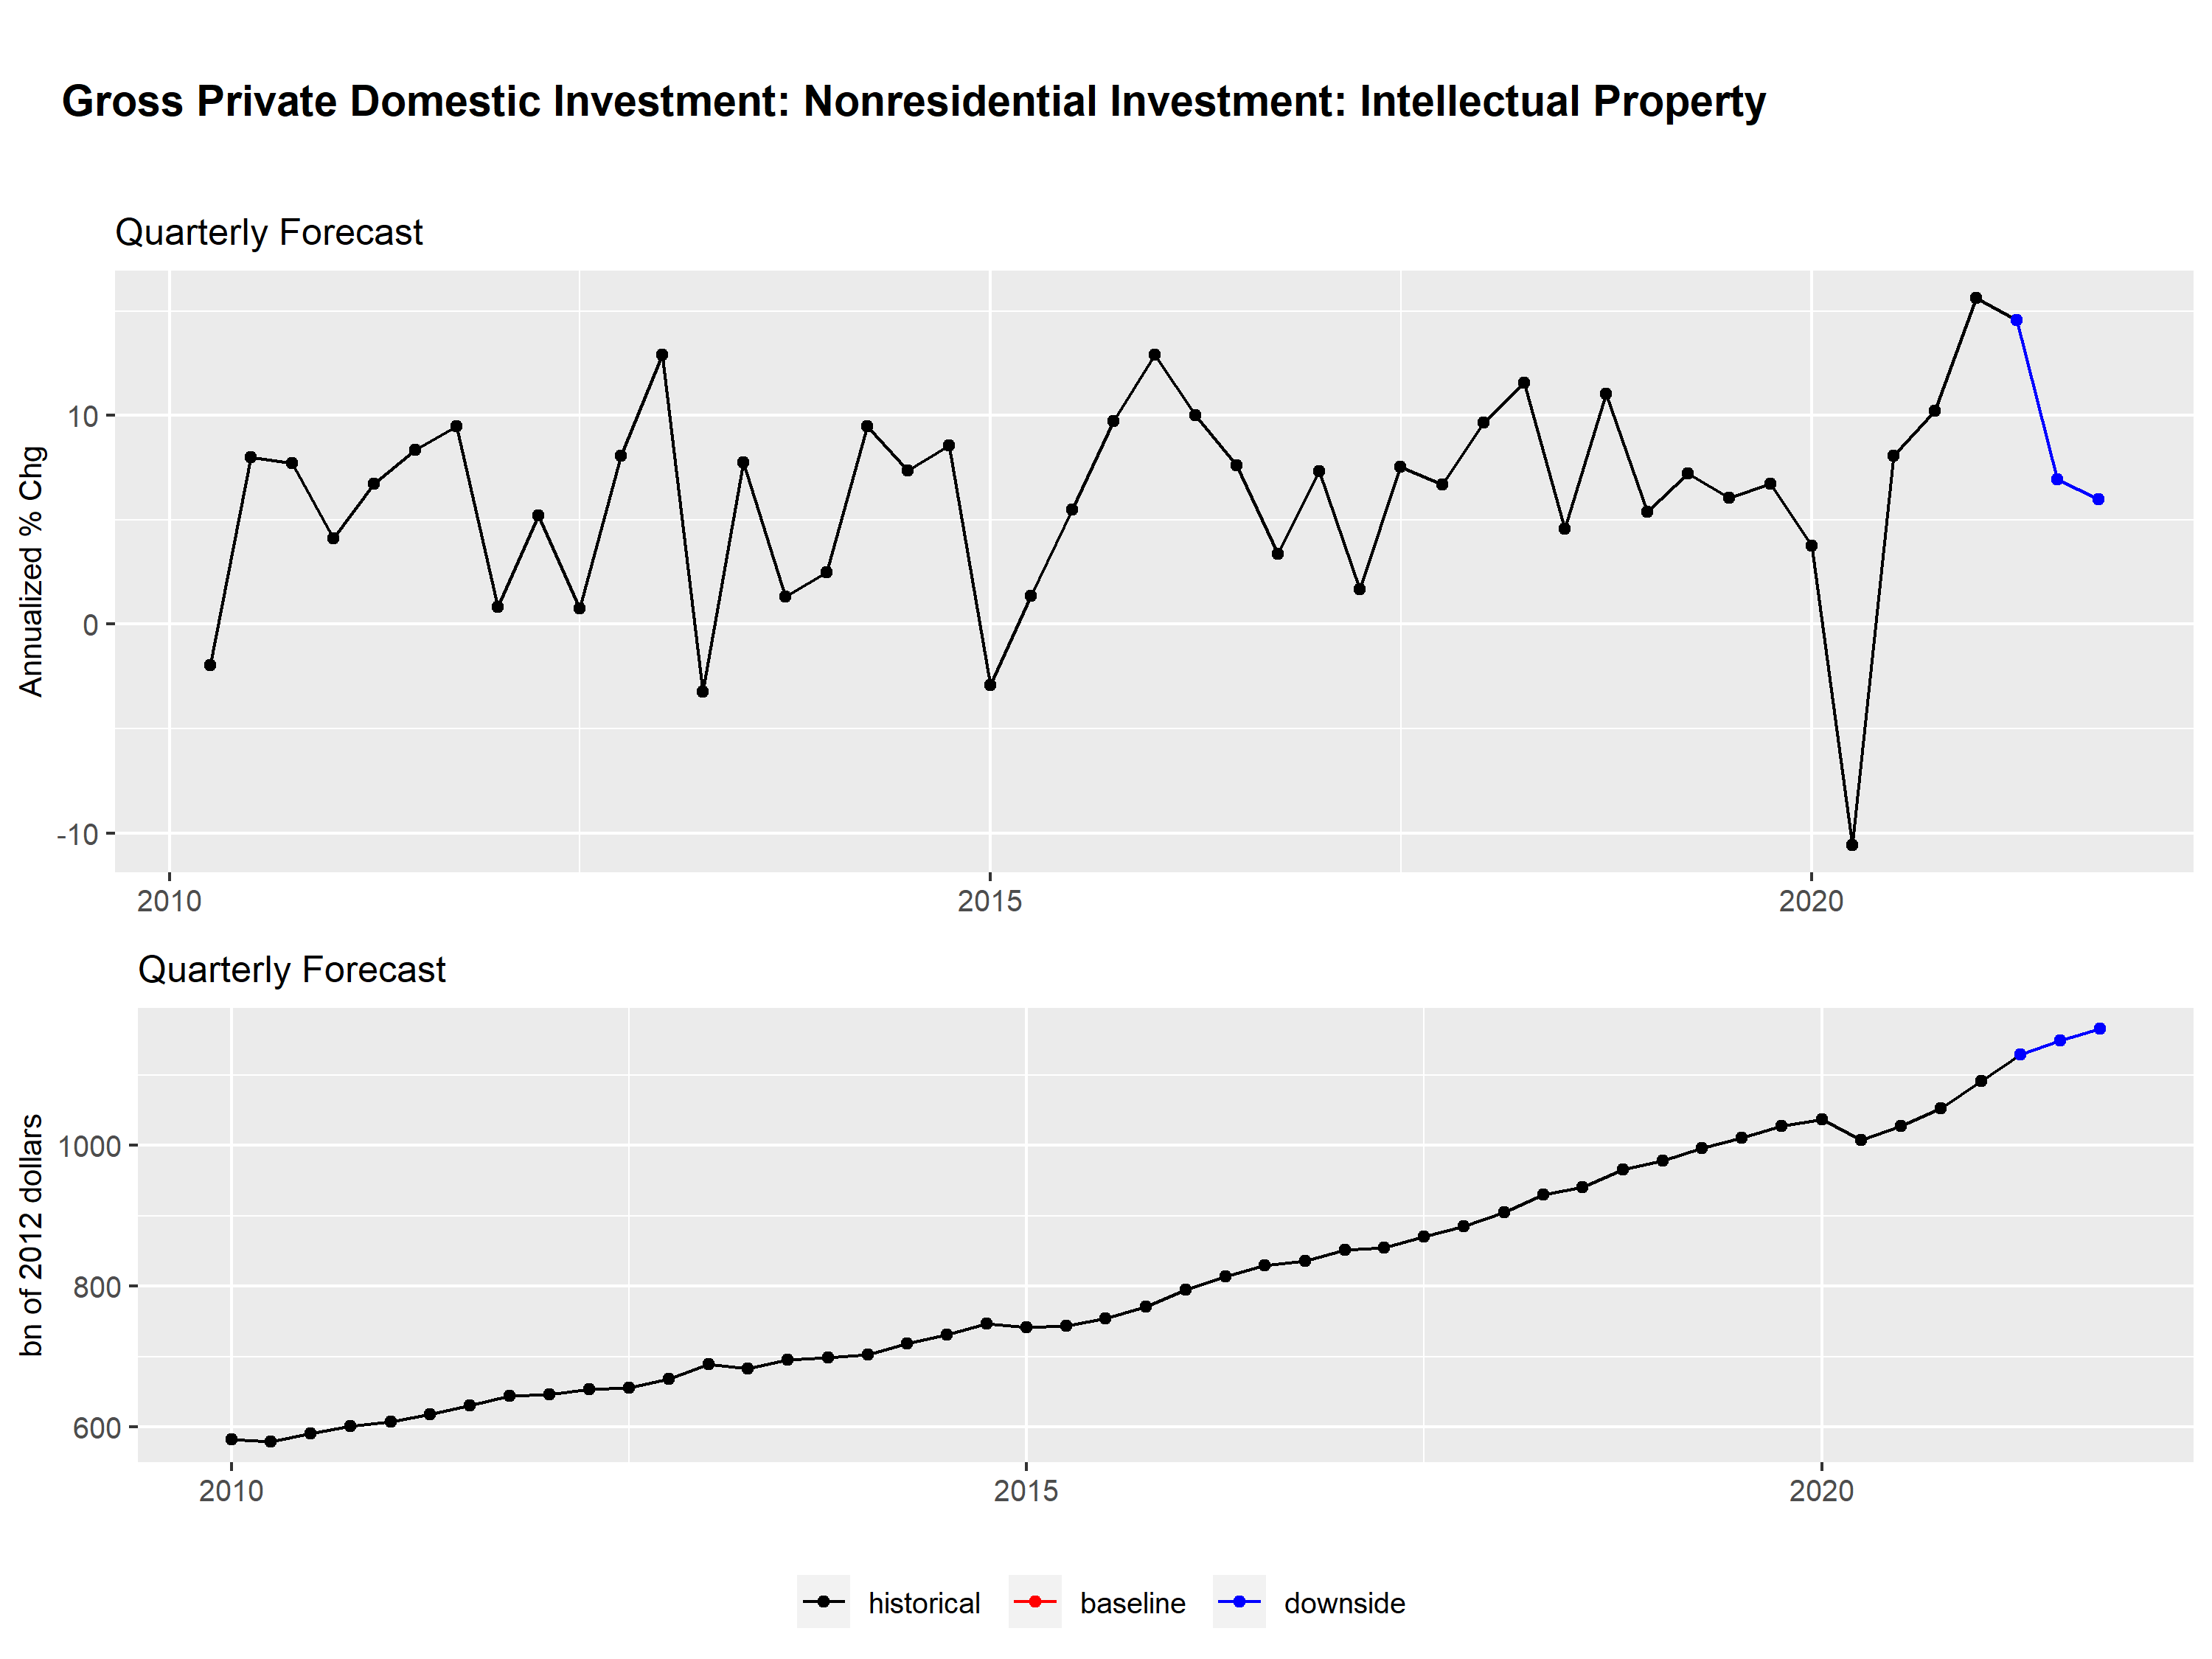 Gross Private Domestic Investment: Nonresidential Investment: Intellectual Property
Quarterly Forecast
Annualized % Chg
10
0
-10
2010
2015
2020
Quarterly Forecast
bn of 2012 dollars
1000
800
600
2010
2015
2020
historical
baseline
downside